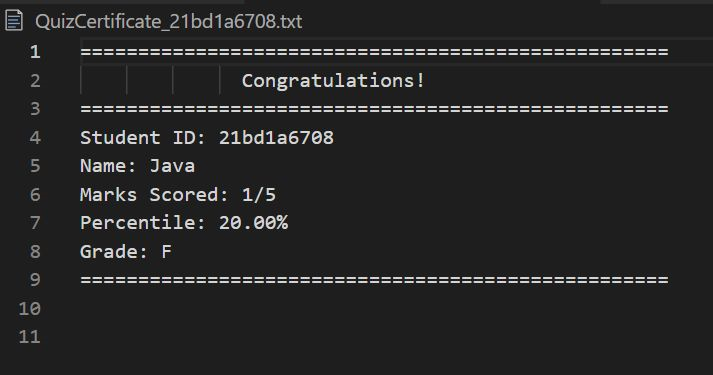 QuizCertificate_21bd1a6708.txt
1 ===================================================
2 Congratulations!
3 ===================================================
4 Student ID: 21bd1a6708
5 Name: Java
6 Marks Scored: 1/5
7 Percentile: 20.00%
8 Grade: F
9 ===================================================
10
11